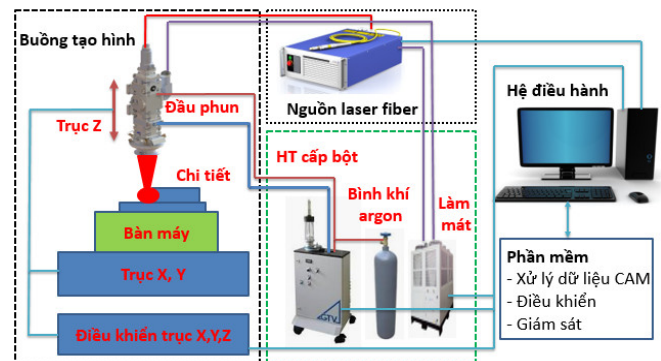 Buồng tạo hình
Trục Z
Đầu phun
Chi tiết
Bàn máy
Trục X, Y
Điều khiển trục X,Y,Z
Nguồn laser fiber
HT cấp bột
Bình khí
argon
Làm
mát
GTV
Hệ điều hành
Phần mềm
- Xử lý dữ liệu CAM
- Điều khiển
- Giám sát